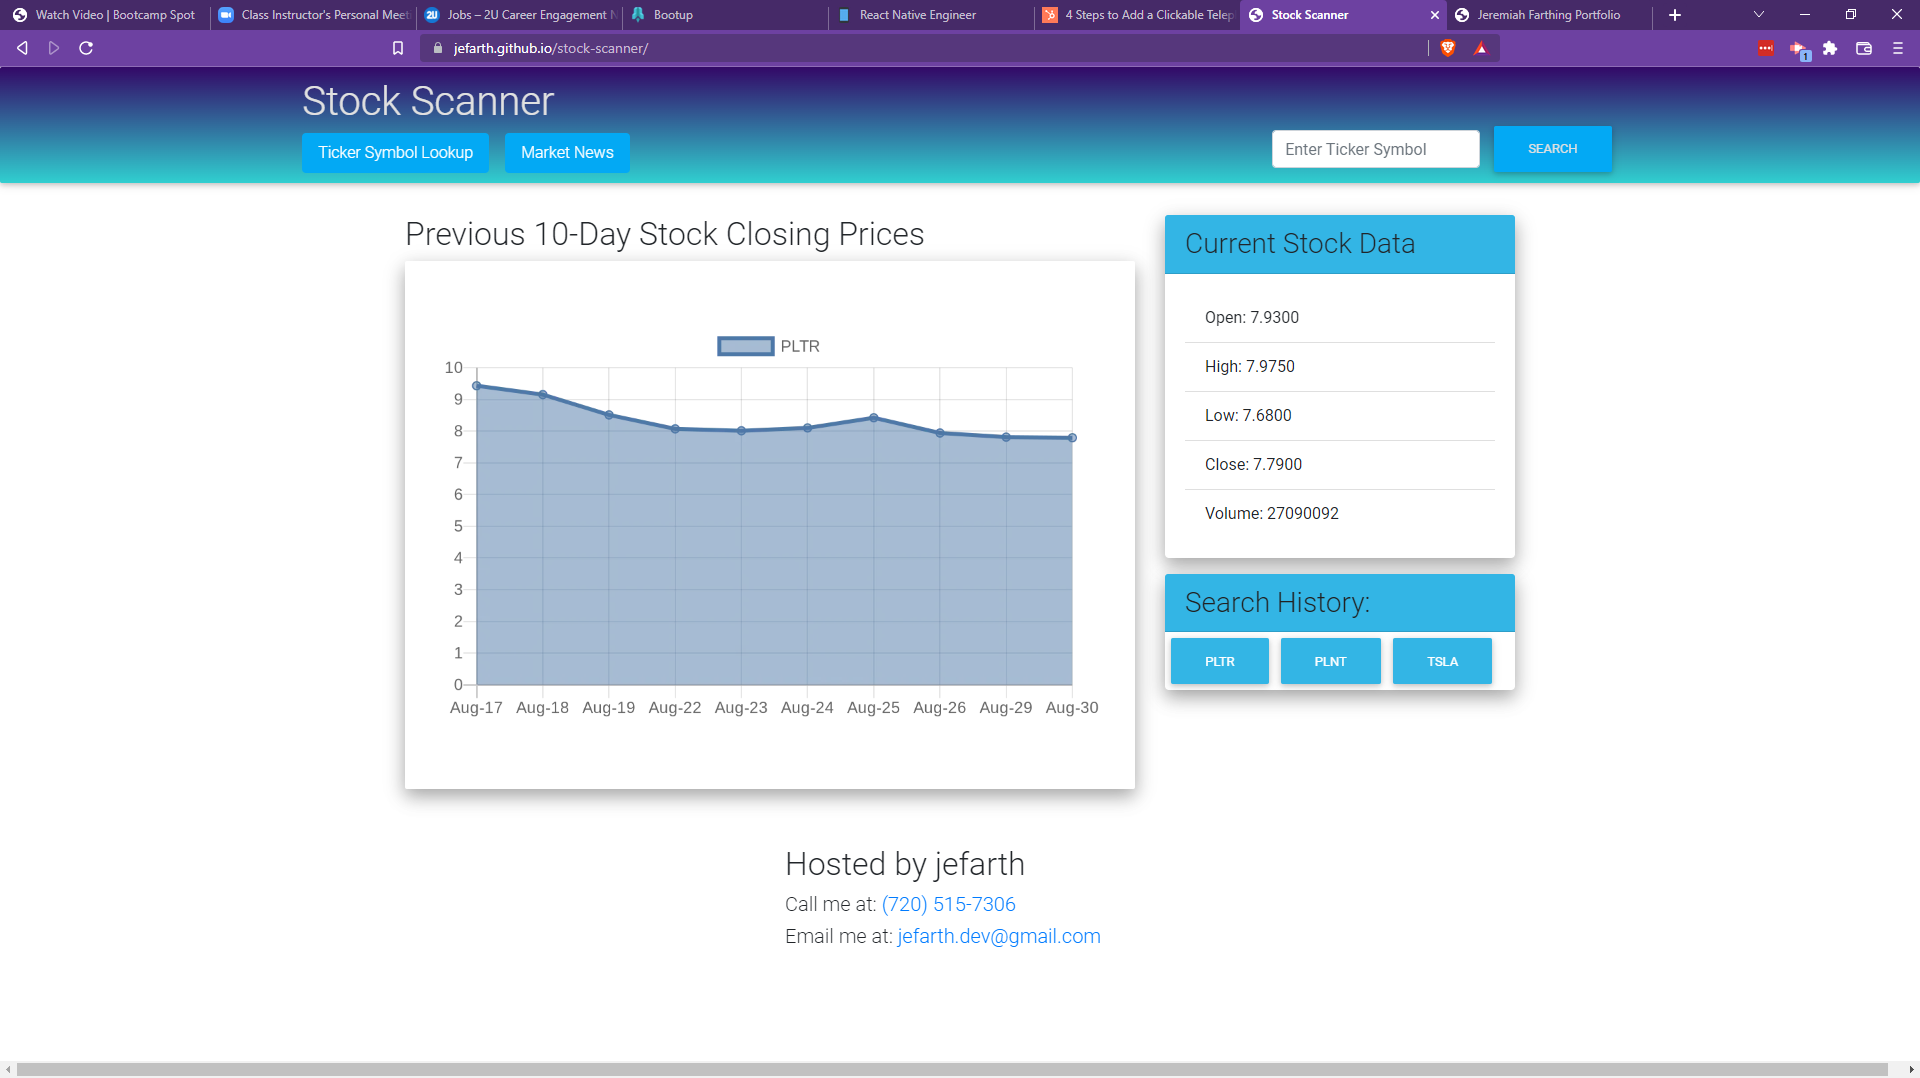 Watch Video | Bootcamp Spot
Class Instructor's Personal Meet
Jobs – 2U Career Engagement N
Bootup
React Native Engineer
4 Steps to Add a Clickable Telep
Stock Scanner
Jeremiah Farthing Portfolio
jefarth.github.io/stock-scanner/
1
Stock Scanner
Ticker Symbol Lookup
Market News
Enter Ticker Symbol
SEARCH
Previous 10-Day Stock Closing Prices
PLTR
10
9
8
7
6
5
4
3
2
1
0
Aug-17 Aug-18 Aug-19 Aug-22 Aug-23 Aug-24 Aug-25 Aug-26 Aug-29 Aug-30
Current Stock Data
Open: 7.9300
High: 7.9750
Low: 7.6800
Close: 7.7900
Volume: 27090092
Search History:
PLTR
PLNT
TSLA
Hosted by jefarth
Call me at: (720) 515-7306
Email me at: jefarth.dev@gmail.com